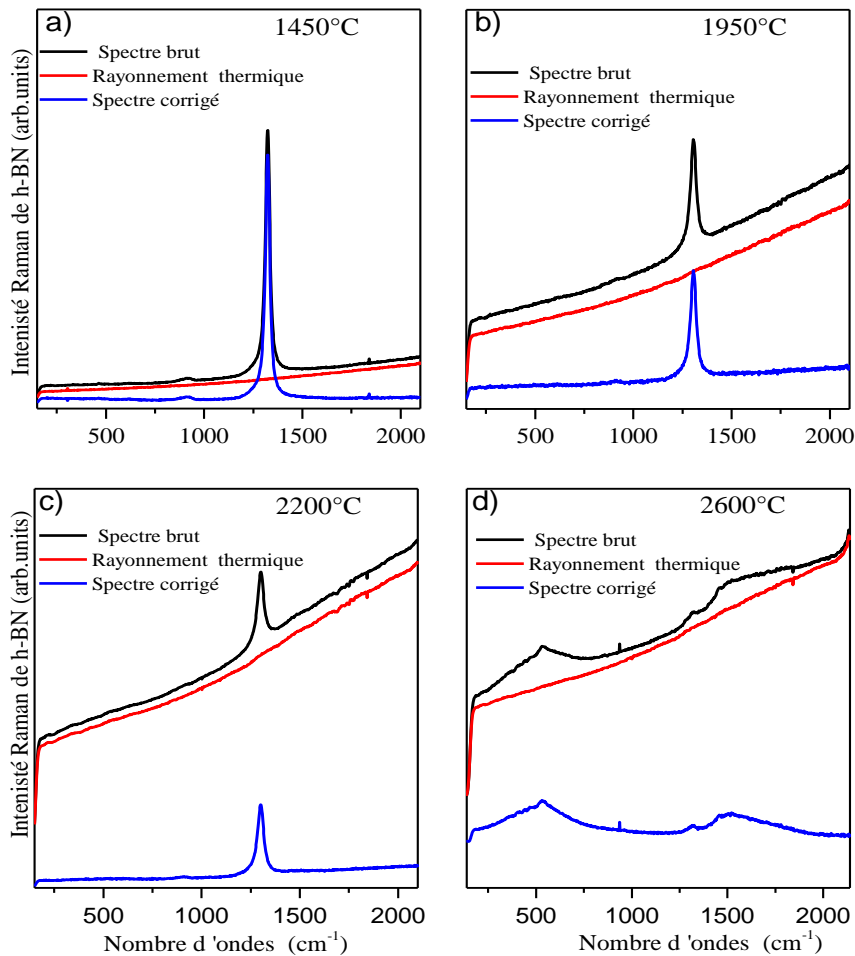 a)
1450°C
Spectre brut
Rayonnement thermique
Spectre corrigé
500
1000
1500
2000
b)
1950°C
Spectre brut
Rayonnement thermique
Spectre corrigé
500
1000
1500
2000
Intenisté Raman de h-BN (arb.units)
c)
2200°C
Spectre brut
Rayonnement thermique
Spectre corrigé
500
1000
1500
2000
Nombre d 'ondes (cm⁻¹)
Intenisté Raman de h-BN (arb.units)
d)
2600°C
Spectre brut
Rayonnement thermique
Spectre corrigé
500
1000
1500
2000
Nombre d 'ondes (cm⁻¹)